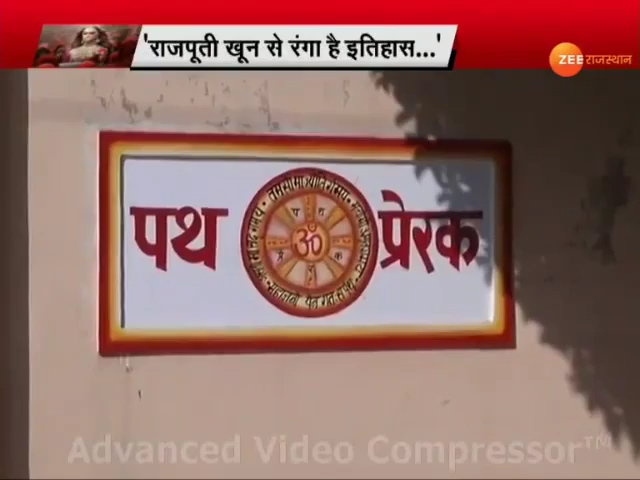 'राजपूती खून से रंगा है इतिहास...'
ZEE राजस्थान
पथ प्रेरक
ॐ
Advanced Video Compressor™